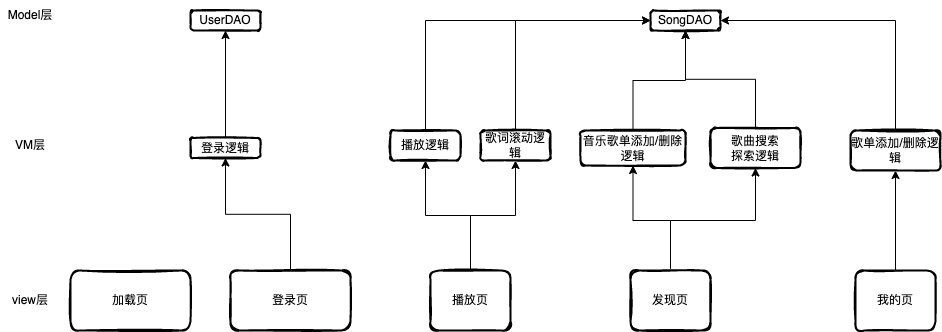 Model层
UserDAO
SongDAO
VM层
登录逻辑
播放逻辑
歌词滚动逻
辑
音乐歌单添加/删除
逻辑
歌曲搜索
探索逻辑
歌单添加/删除逻
辑
view层
加载页
登录页
播放页
发现页
我的页